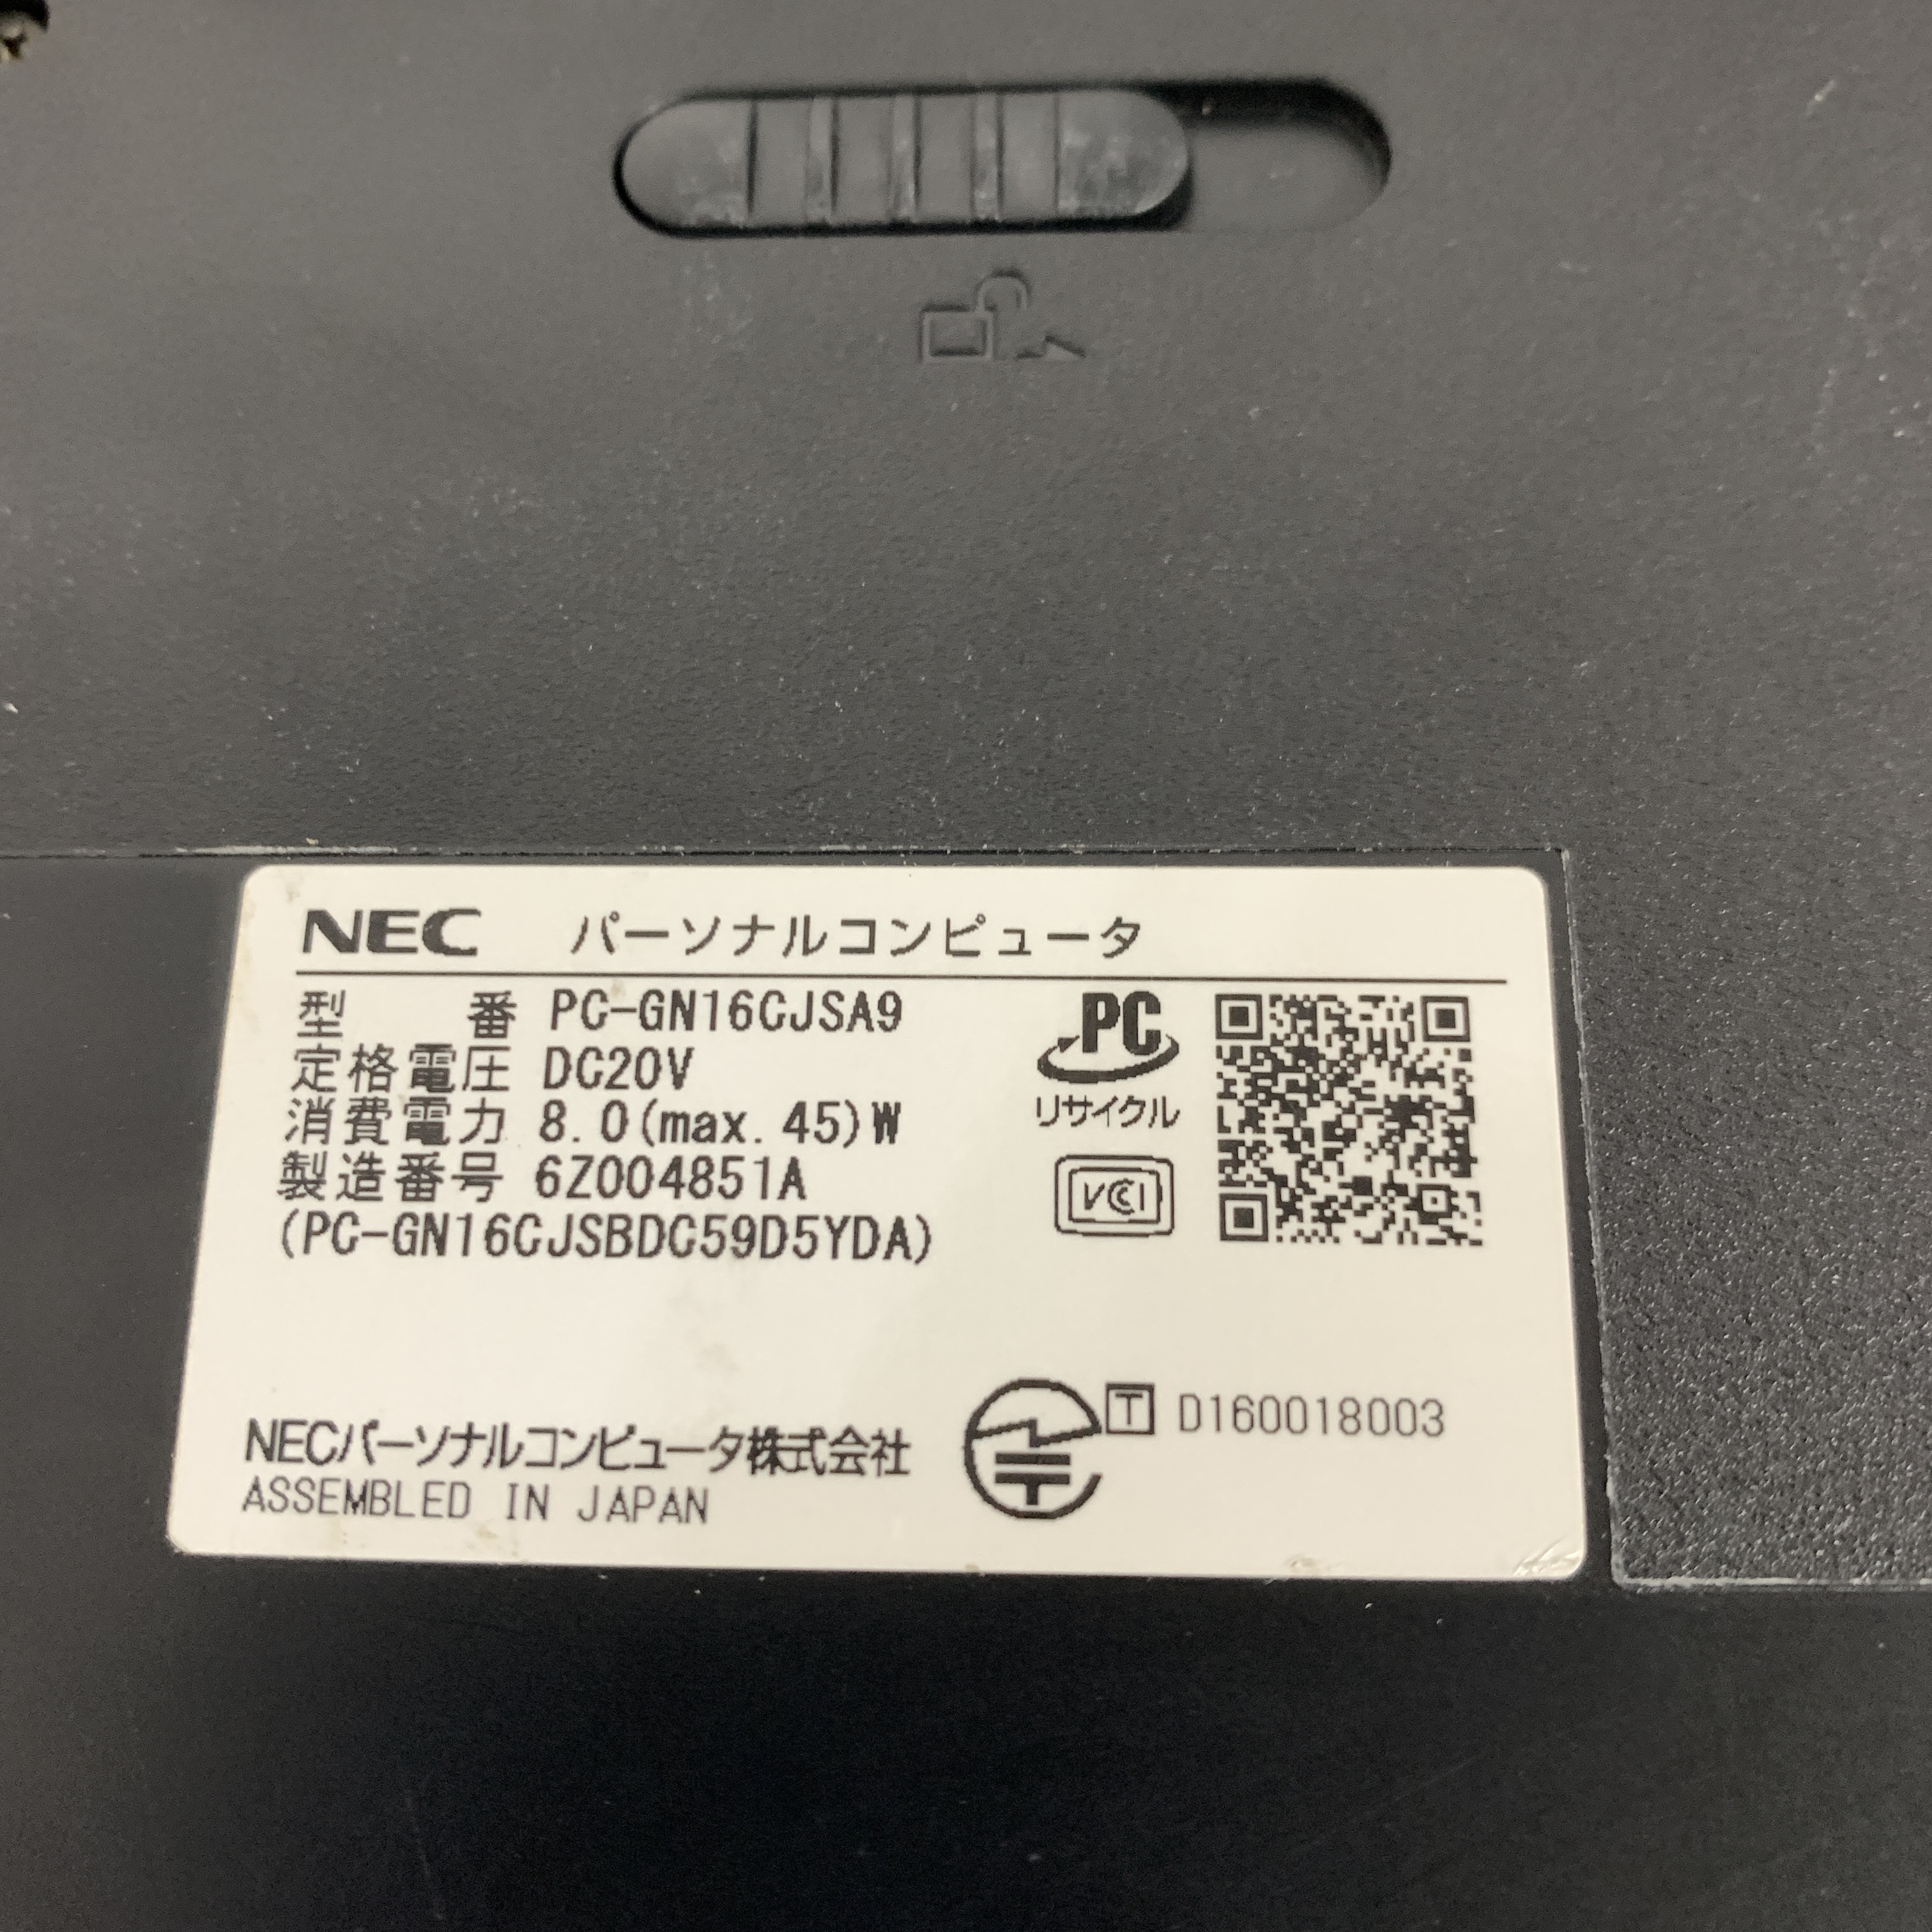 NEC パーソナルコンピュータ
型 番 PC-GN16CJSA9
定格電圧 DC20V
消費電力 8.0(max.45)W
製造番号 6Z004851A
(PC-GN16CJSBDC59D5YDA)
PC
リサイクル
VCCI
T D160018003
NECパーソナルコンピュータ株式会社
ASSEMBLED IN JAPAN